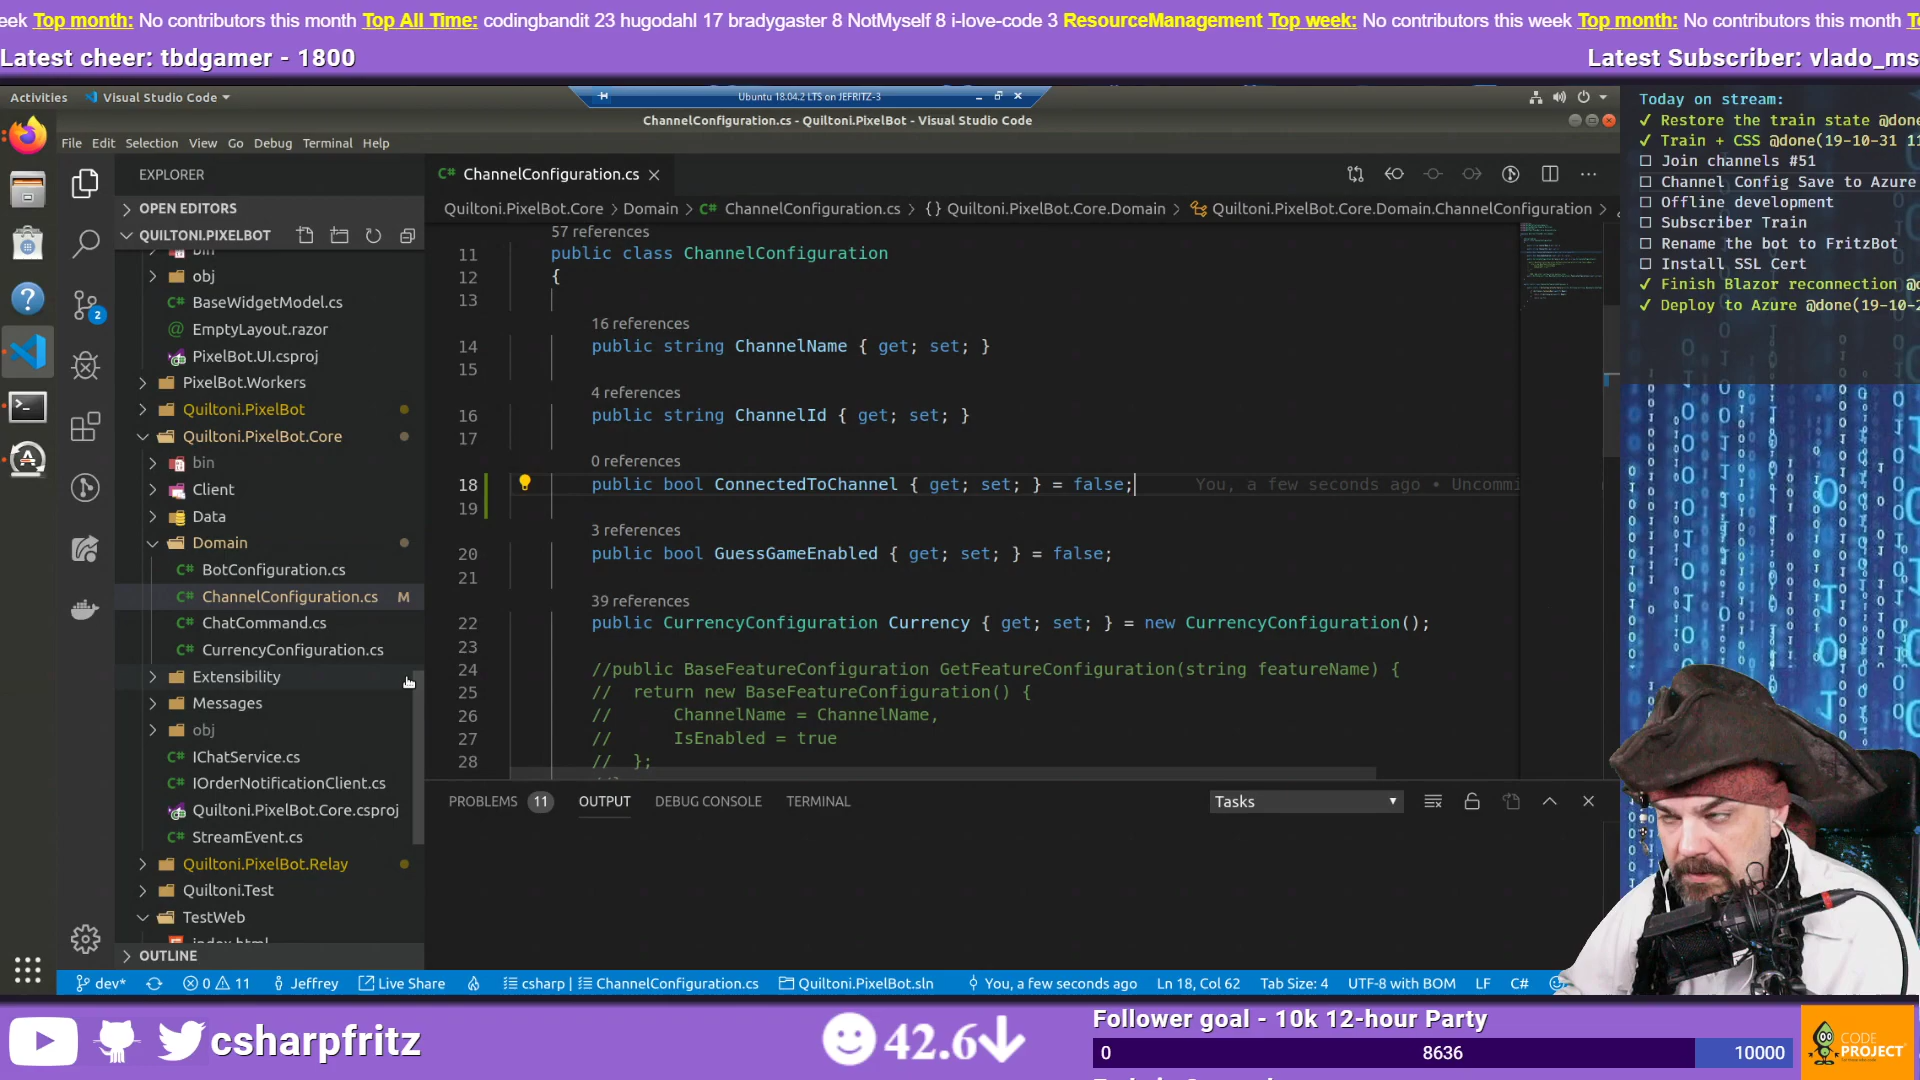 eek Top month: No contributors this month Top All Time: codingbandit 23 hugodahl 17 bradygaster 8 NotMyself 8 i-love-code 3 ResourceManagement Top week: No contributors this week Top month: No contributors this month
Latest cheer: tbdgamer - 1800
Latest Subscriber: vlado_ms
Activities
Visual Studio Code
Ubuntu 18.04.2 LTS on JEFRITZ-3
ChannelConfiguration.cs - Quiltoni.PixelBot - Visual Studio Code
File Edit Selection View Go Debug Terminal Help
Today on stream:
✓ Restore the train state @done
✓ Train + CSS @done(19-10-31 11
☐ Join channels #51
☐ Channel Config Save to Azure
☐ Offline development
☐ Subscriber Train
☐ Rename the bot to FritzBot
☐ Install SSL Cert
✓ Finish Blazor reconnection @d
✓ Deploy to Azure @done(19-10-2
EXPLORER
OPEN EDITORS
QUILTONI.PIXELBOT
bin
obj
BaseWidgetModel.cs
EmptyLayout.razor
PixelBot.UI.csproj
PixelBot.Workers
Quiltoni.PixelBot
Quiltoni.PixelBot.Core
bin
Client
Data
Domain
BotConfiguration.cs
ChannelConfiguration.cs M
ChatCommand.cs
CurrencyConfiguration.cs
Extensibility
Messages
obj
IChatService.cs
IOrderNotificationClient.cs
Quiltoni.PixelBot.Core.csproj
StreamEvent.cs
Quiltoni.PixelBot.Relay
Quiltoni.Test
TestWeb
index.html
OUTLINE
2
C# ChannelConfiguration.cs
Quiltoni.PixelBot.Core > Domain > C# ChannelConfiguration.cs > {} Quiltoni.PixelBot.Core.Domain > Quiltoni.PixelBot.Core.Domain.ChannelConfiguration >
57 references
11 public class ChannelConfiguration
12 {
13
16 references
14 public string ChannelName { get; set; }
15
4 references
16 public string ChannelId { get; set; }
17
0 references
18 public bool ConnectedToChannel { get; set; } = false; You, a few seconds ago • Uncommi
19
3 references
20 public bool GuessGameEnabled { get; set; } = false;
21
39 references
22 public CurrencyConfiguration Currency { get; set; } = new CurrencyConfiguration();
23
24 //public BaseFeatureConfiguration GetFeatureConfiguration(string featureName) {
25 // return new BaseFeatureConfiguration() {
26 // ChannelName = ChannelName,
27 // IsEnabled = true
28 // };
PROBLEMS 11 OUTPUT DEBUG CONSOLE TERMINAL
Tasks
dev* 0 11 Jeffrey Live Share csharp | ChannelConfiguration.cs Quiltoni.PixelBot.sln You, a few seconds ago Ln 18, Col 62 Tab Size: 4 UTF-8 with BOM LF C#
csharpfritz
42.6
Follower goal - 10k 12-hour Party
0 8636 10000
CODE
PROJECT